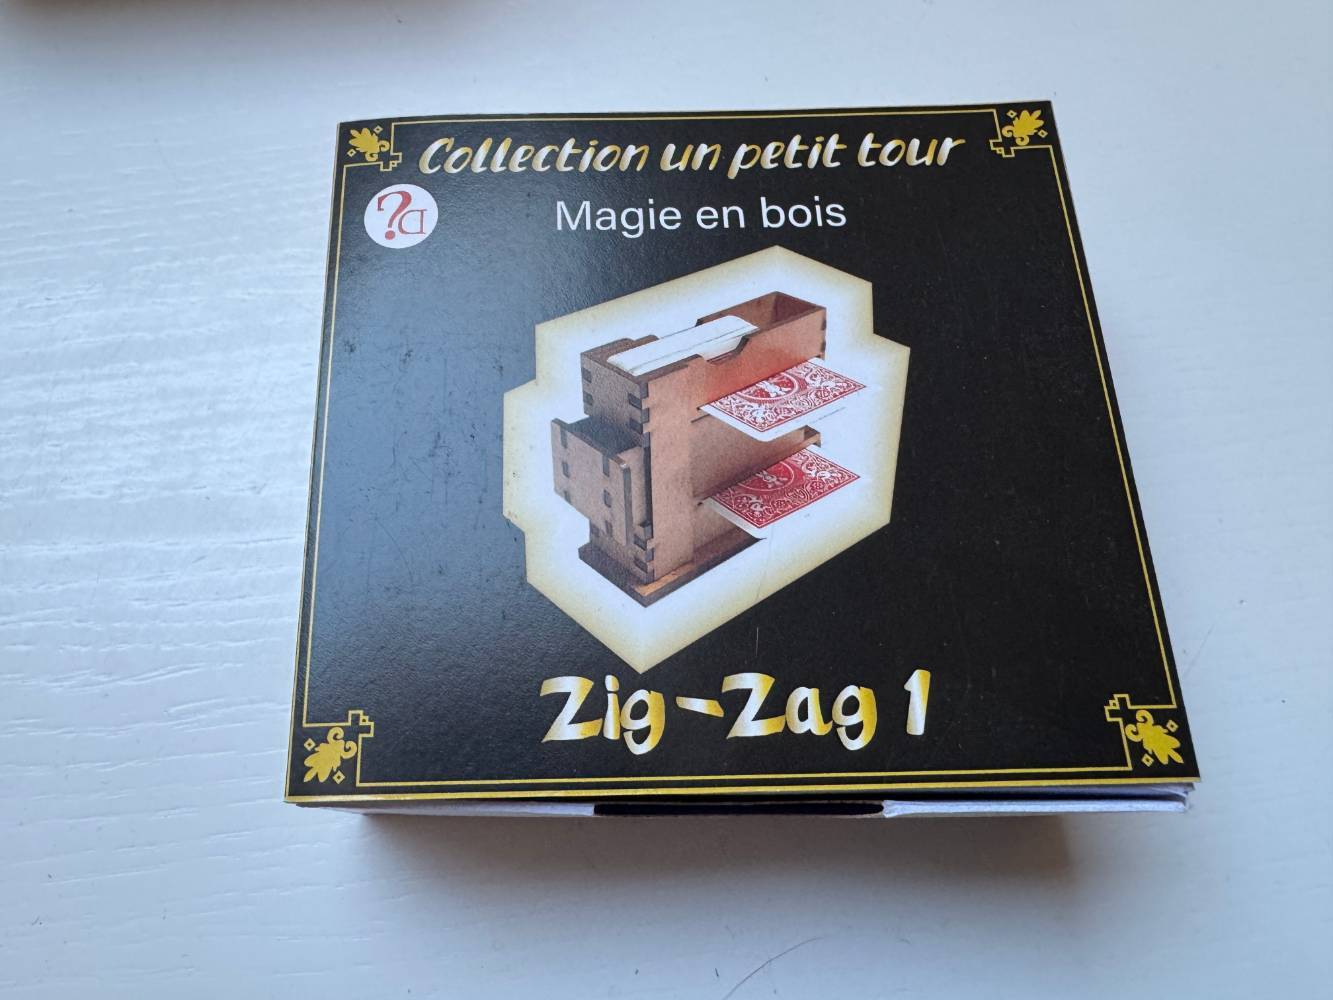 Collection un petit tour
Magie en bois
Zig-Zag 1